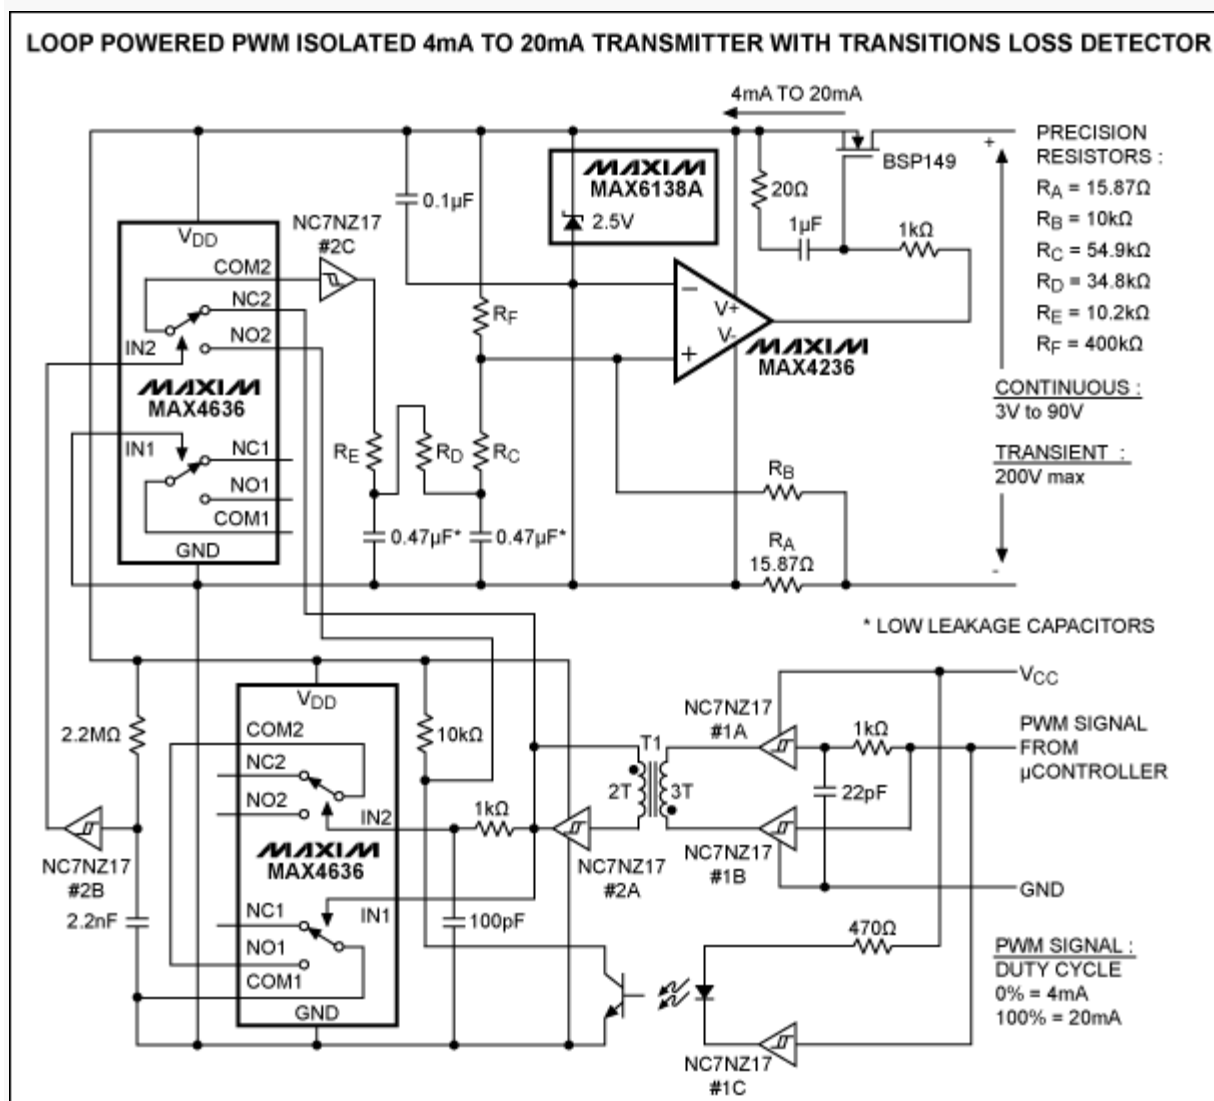 LOOP POWERED PWM ISOLATED 4mA TO 20mA TRANSMITTER WITH TRANSITIONS LOSS DETECTOR
4mA TO 20mA
BSP149
+
PRECISION
RESISTORS :
RA = 15.87Ω
RB = 10kΩ
RC = 54.9kΩ
RD = 34.8kΩ
RE = 10.2kΩ
RF = 400kΩ
CONTINUOUS :
3V to 90V
TRANSIENT :
200V max
-
MAXIM
MAX6138A
2.5V
0.1µF
20Ω
1µF
1kΩ
NC7NZ17
#2C
VDD
COM2
NC2
NO2
IN2
MAXIM
MAX4636
IN1
NC1
NO1
COM1
GND
RF
−
+
V+
V-
MAXIM
MAX4236
RE
RD
RC
RB
RA
15.87Ω
0.47µF*
0.47µF*
* LOW LEAKAGE CAPACITORS
VDD
COM2
NC2
NO2
IN2
MAXIM
MAX4636
NC1
IN1
NO1
COM1
GND
2.2MΩ
NC7NZ17
#2B
2.2nF
10kΩ
1kΩ
100pF
NC7NZ17
#2A
T1
2T
3T
NC7NZ17
#1A
1kΩ
22pF
NC7NZ17
#1B
VCC
PWM SIGNAL
FROM
µCONTROLLER
GND
470Ω
NC7NZ17
#1C
PWM SIGNAL :
DUTY CYCLE
0% = 4mA
100% = 20mA